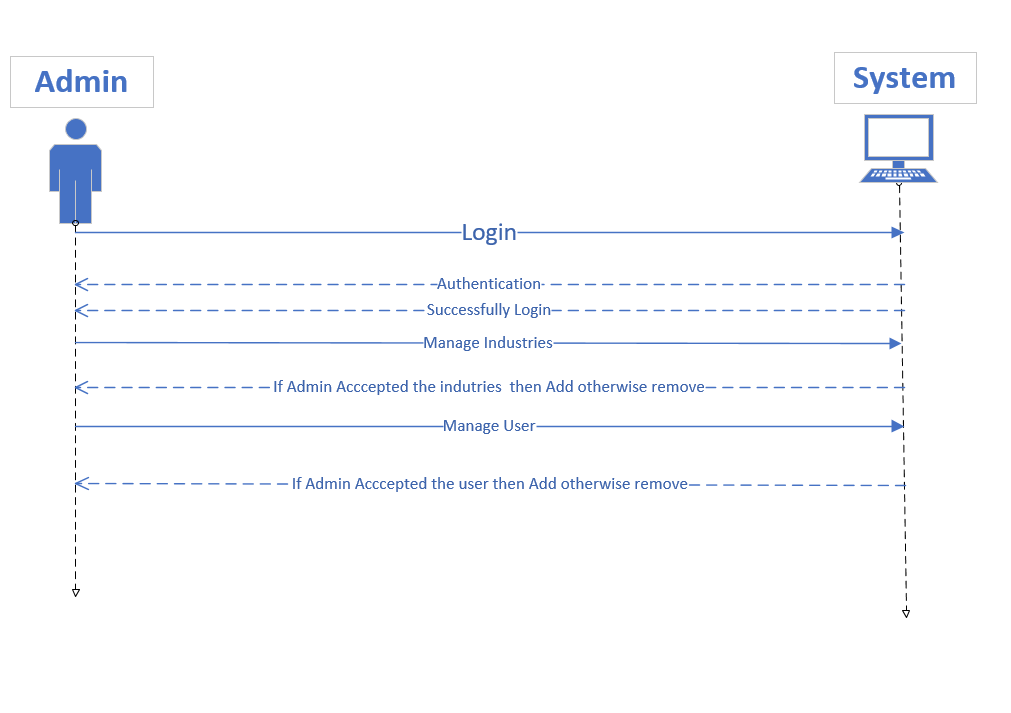 Admin
System
Login
Authentication
Successfully Login
Manage Industries
If Admin Acccepted the indutries  then Add otherwise remove
Manage User
If Admin Acccepted the user then Add otherwise remove